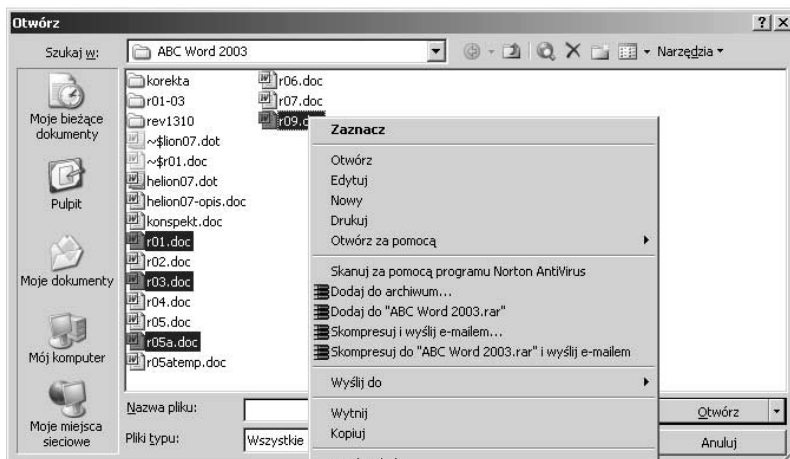 Otwórz
Szukaj w:
ABC Word 2003
Narzędzia
Moje bieżące
dokumenty
Pulpit
Moje dokumenty
Mój komputer
Moje miejsca
sieciowe
korekta
r01-03
rev1310
~$lion07.dot
~$r01.doc
helion07.dot
helion07-opis.doc
konspekt.doc
r01.doc
r02.doc
r03.doc
r04.doc
r05.doc
r05a.doc
r05atemp.doc
r06.doc
r07.doc
Zaznacz
Otwórz
Edytuj
Nowy
Drukuj
Otwórz za pomocą
Skanuj za pomocą programu Norton AntiVirus
Dodaj do archiwum...
Dodaj do "ABC Word 2003.rar"
Skompresuj i wyślij e-mailem...
Skompresuj do "ABC Word 2003.rar" i wyślij e-mailem
Wyślij do
Wytnij
Kopiuj
Nazwa pliku:
Otwórz
Pliki typu:
Wszystkie
Anuluj